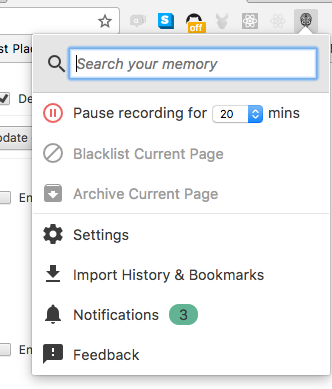 off
st Plac
Search your memory
De
Pause recording for 20 mins
pdate
Blacklist Current Page
En
Archive Current Page
Settings
Import History & Bookmarks
Notifications 3
En
Feedback